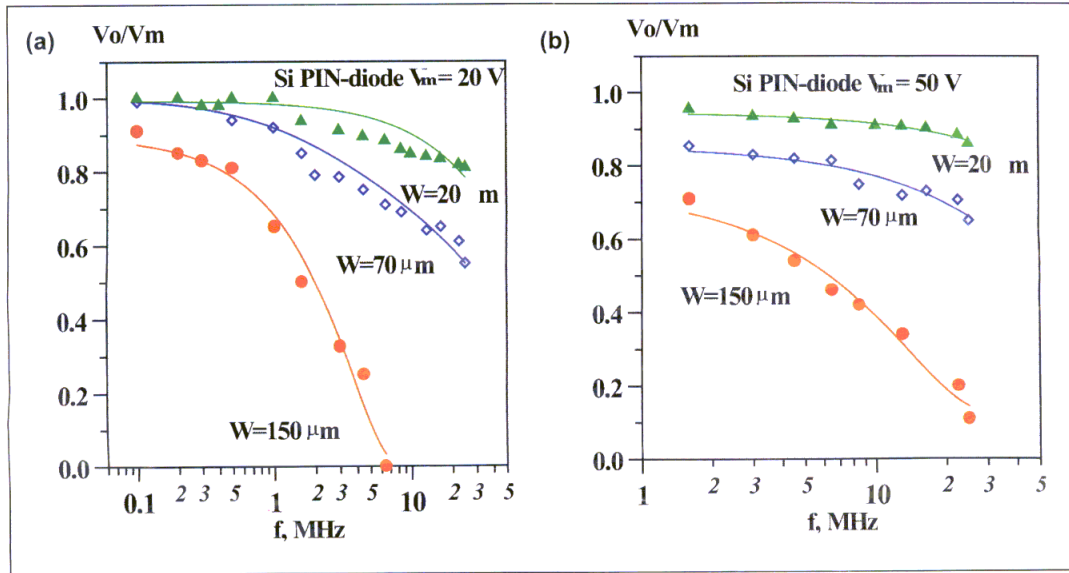 (a)
Vo/Vm
Si PIN-diode Vm= 20 V
1.0
0.8
0.6
0.4
0.2
0.0
W=20 m
W=70 μm
W=150 μm
0.1 2 3 5 1 2 3 5 10 2 3 5
f, MHz
(b)
Vo/Vm
Si PIN-diode Vm= 50 V
1.0
0.8
0.6
0.4
0.2
0.0
W=20 m
W=70 μm
W=150 μm
1 2 3 5 10 2 3 5
f, MHz